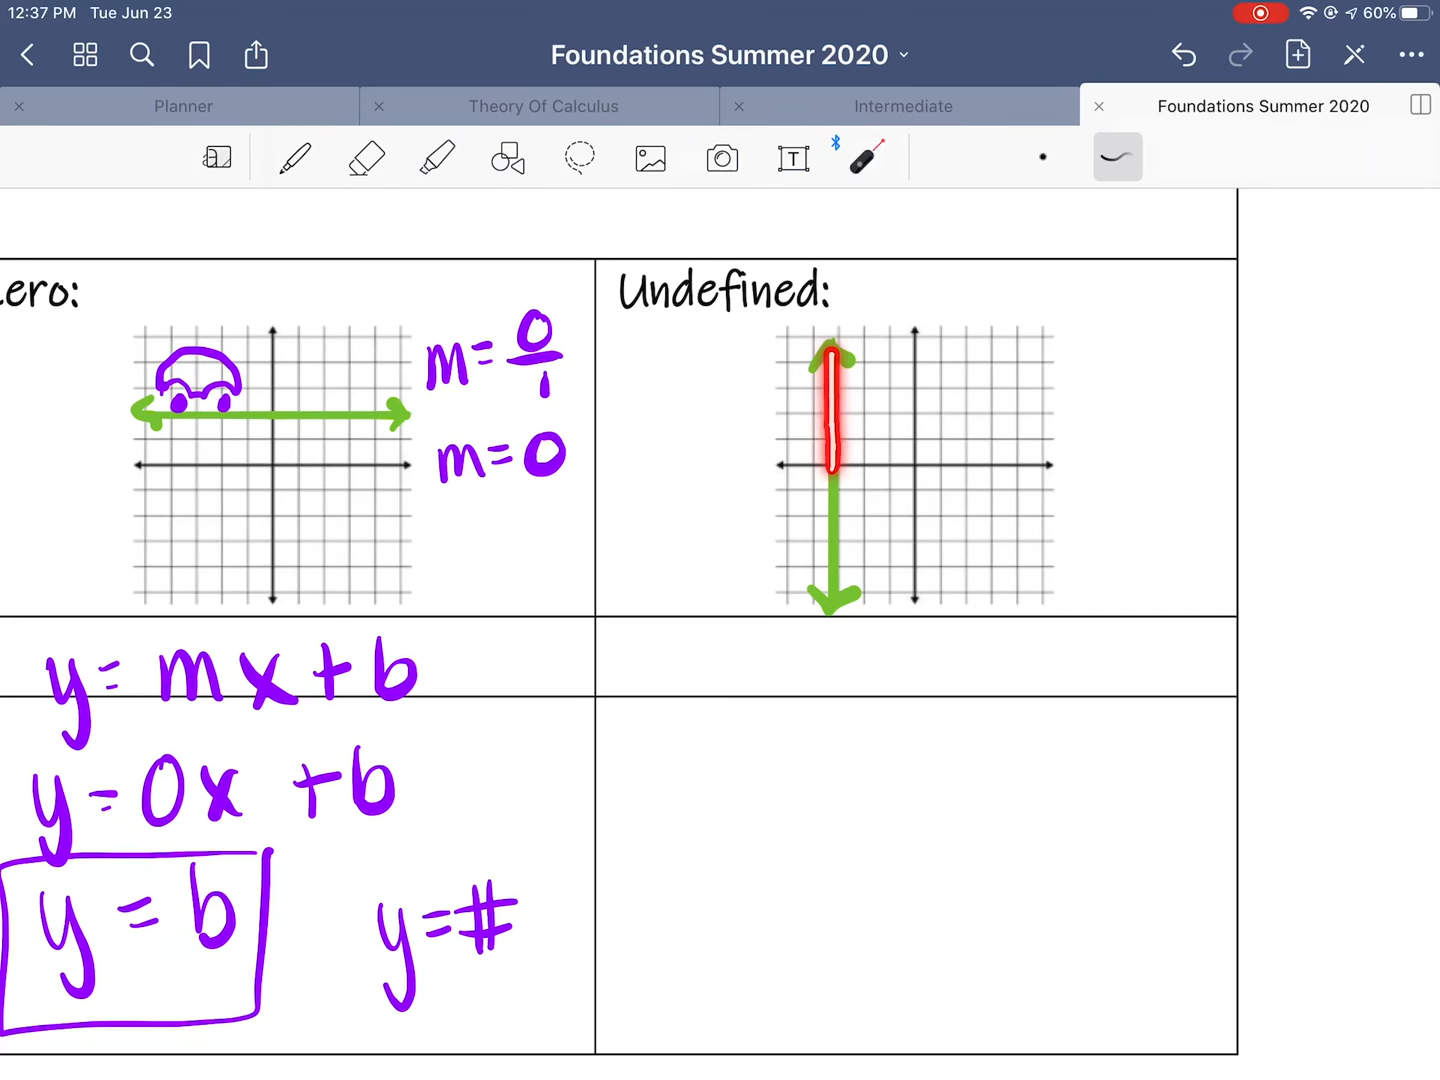 12:37 PM Tue Jun 23
60%
Foundations Summer 2020
Planner
Theory Of Calculus
Intermediate
Foundations Summer 2020
T
ero:
Undefined:
m = 0/1
m = 0
y = mx + b
y = 0x + b
y = b
y = #